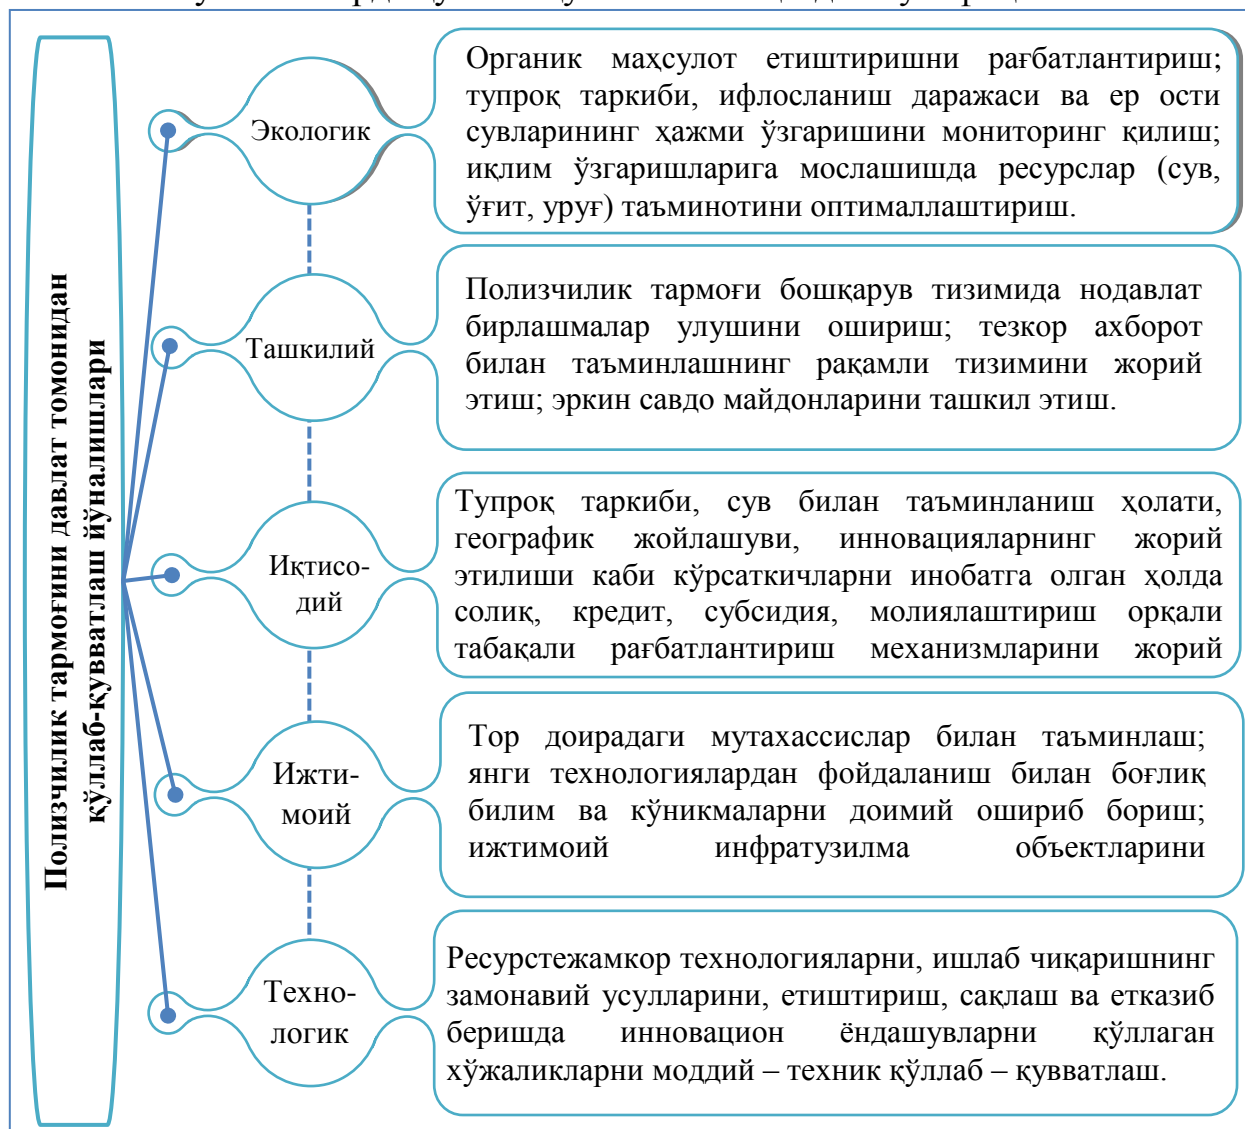 Полизчилик тармоғини давлат томонидан
қўллаб-қувватлаш йўналишлари
Экологик
Органик маҳсулот етиштиришни рағбатлантириш;
тупроқ таркиби, ифлосланиш даражаси ва ер ости
сувларининг ҳажми ўзгаришини мониторинг қилиш;
иқлим ўзгаришларига мослашишда ресурслар (сув,
ўғит, уруғ) таъминотини оптималлаштириш.
Ташкилий
Полизчилик тармоғи бошқарув тизимида нодавлат
бирлашмалар улушини ошириш; тезкор ахборот
билан таъминлашнинг рақамли тизимини жорий
этиш; эркин савдо майдонларини ташкил этиш.
Иқтисо-
дий
Тупроқ таркиби, сув билан таъминланиш ҳолати,
географик жойлашуви, инновацияларнинг жорий
этилиши каби кўрсаткичларни инобатга олган ҳолда
солиқ, кредит, субсидия, молиялаштириш орқали
табақали рағбатлантириш механизмларини жорий
Ижти-
моий
Тор доирадаги мутахассислар билан таъминлаш;
янги технологиялардан фойдаланиш билан боғлиқ
билим ва кўникмаларни доимий ошириб бориш;
ижтимоий инфратузилма объектларини
Техно-
логик
Ресурстежамкор технологияларни, ишлаб чиқаришнинг
замонавий усулларини, етиштириш, сақлаш ва етказиб
беришда инновацион ёндашувларни қўллаган
хўжаликларни моддий – техник қўллаб – қувватлаш.